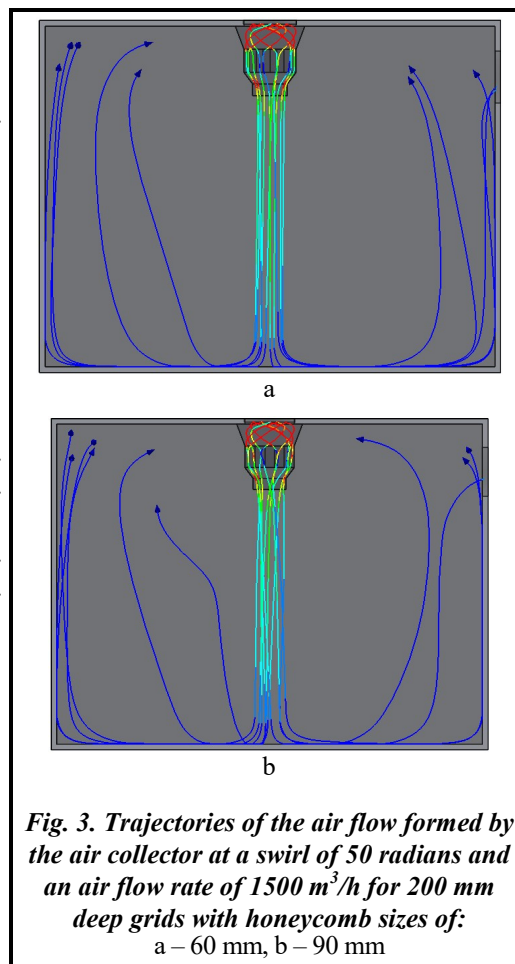 a
b
Fig. 3. Trajectories of the air flow formed by
the air collector at a swirl of 50 radians and
an air flow rate of 1500 m³/h for 200 mm
deep grids with honeycomb sizes of:
a – 60 mm, b – 90 mm